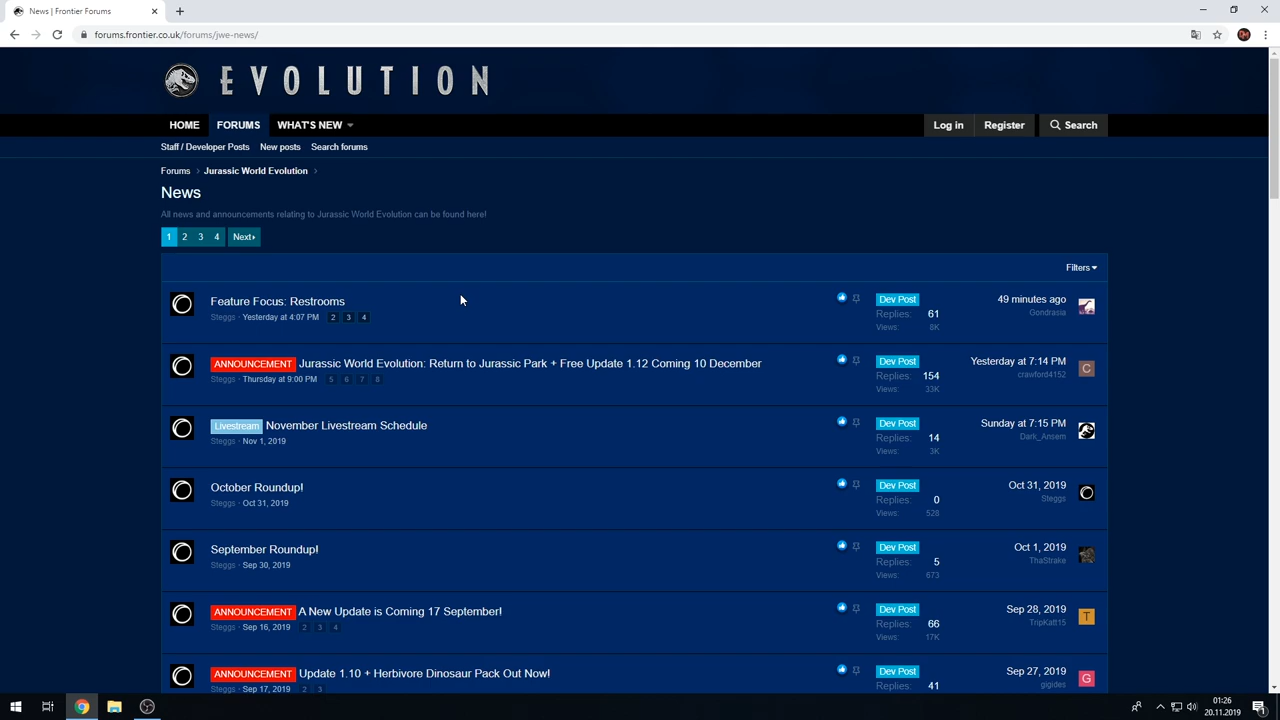 News | Frontier Forums
forums.frontier.co.uk/forums/jwe-news/
EVOLUTION
HOME FORUMS WHAT'S NEW Log in Register Search
Staff / Developer Posts New posts Search forums
Forums Jurassic World Evolution
News
All news and announcements relating to Jurassic World Evolution can be found here!
1 2 3 4 Next
Filters
Feature Focus: Restrooms Dev Post 49 minutes ago
Steggs · Yesterday at 4:07 PM 2 3 4 Replies: 61 Gondrasia
Views: 8K
ANNOUNCEMENT Jurassic World Evolution: Return to Jurassic Park + Free Update 1.12 Coming 10 December Dev Post Yesterday at 7:14 PM
Steggs · Thursday at 9:00 PM 5 6 7 8 Replies: 154 crawford4152
C
Views: 33K
Livestream November Livestream Schedule Dev Post Sunday at 7:15 PM
Steggs · Nov 1, 2019 Replies: 14 Dark_Ansem
Views: 3K
October Roundup! Dev Post Oct 31, 2019
Steggs · Oct 31, 2019 Replies: 0 Steggs
Views: 528
September Roundup! Dev Post Oct 1, 2019
Steggs · Sep 30, 2019 Replies: 5 ThaStrake
Views: 673
ANNOUNCEMENT A New Update is Coming 17 September! Dev Post Sep 28, 2019
Steggs · Sep 16, 2019 2 3 4 Replies: 66 TripKatt15
T
Views: 17K
ANNOUNCEMENT Update 1.10 + Herbivore Dinosaur Pack Out Now! Dev Post Sep 27, 2019
Steggs · Sep 17, 2019 2 3 Replies: 41 gigides
G
01:26
20.11.2019
1